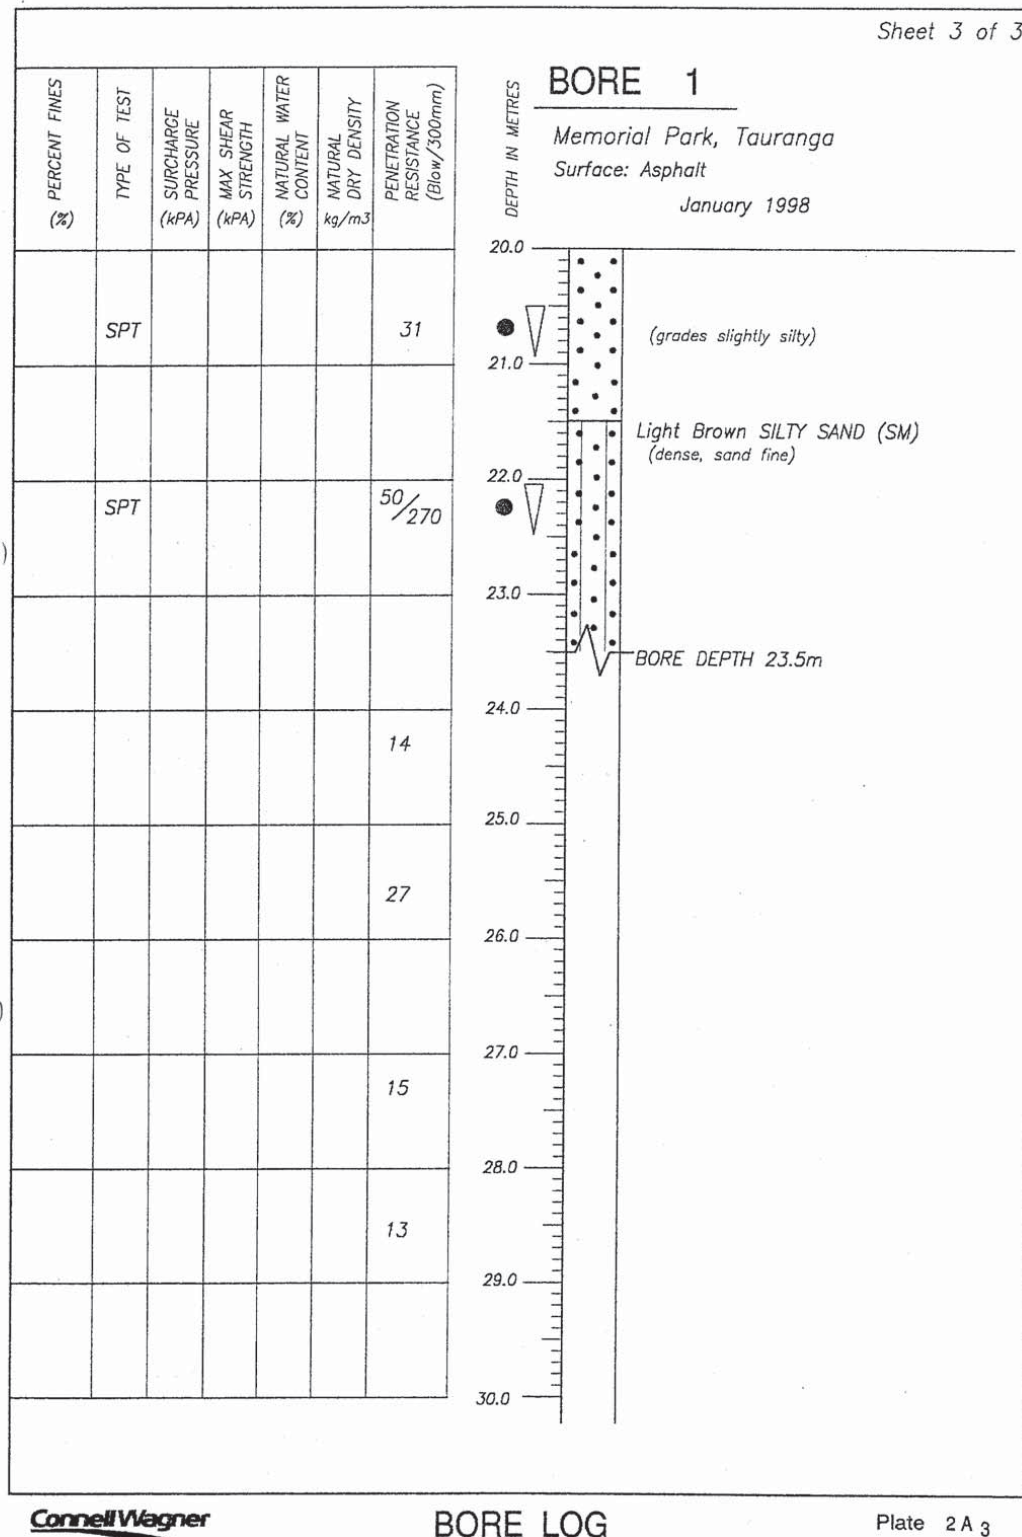 Sheet 3 of 3
PERCENT FINES
(%)
TYPE OF TEST
SURCHARGE
PRESSURE
(kPA)
MAX SHEAR
STRENGTH
(kPA)
NATURAL WATER
CONTENT
(%)
NATURAL
DRY DENSITY
kg/m3
PENETRATION
RESISTANCE
(Blow/300mm)
DEPTH IN METRES
BORE 1
Memorial Park, Tauranga
Surface: Asphalt
January 1998
20.0
SPT
31
(grades slightly silty)
21.0
Light Brown SILTY SAND (SM)
(dense, sand fine)
22.0
SPT
50/270
23.0
BORE DEPTH 23.5m
24.0
14
25.0
27
26.0
27.0
15
28.0
13
29.0
30.0
Connell Wagner
BORE LOG
Plate 2A3